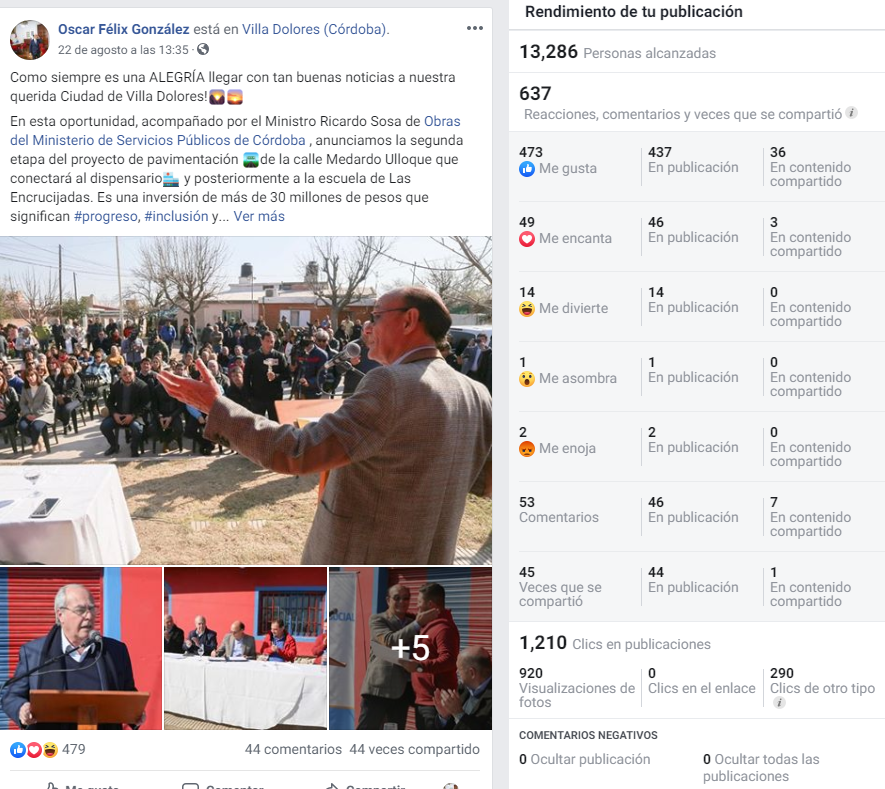 Oscar Félix González está en Villa Dolores (Córdoba).
22 de agosto a las 13:35 ·
Como siempre es una ALEGRÍA llegar con tan buenas noticias a nuestra
querida Ciudad de Villa Dolores!🌄🌅
En esta oportunidad, acompañado por el Ministro Ricardo Sosa de Obras
del Ministerio de Servicios Públicos de Córdoba , anunciamos la segunda
etapa del proyecto de pavimentación de la calle Medardo Ulloque que
conectará al dispensario y posteriormente a la escuela de Las
Encrucijadas. Es una inversión de más de 30 millones de pesos que
significan #progreso, #inclusión y... Ver más
SOCIAL
+5
479
44 comentarios 44 veces compartido
Me gusta Comentar Compartir
Rendimiento de tu publicación
13,286 Personas alcanzadas
637
Reacciones, comentarios y veces que se compartió
473 437 36
Me gusta En publicación En contenido
compartido
49 46 3
Me encanta En publicación En contenido
compartido
14 14 0
Me divierte En publicación En contenido
compartido
1 1 0
Me asombra En publicación En contenido
compartido
2 2 0
Me enoja En publicación En contenido
compartido
53 46 7
Comentarios En publicación En contenido
compartido
45 44 1
Veces que se En publicación En contenido
compartió compartido
1,210 Clics en publicaciones
920 0 290
Visualizaciones de Clics en el enlace Clics de otro tipo
fotos
COMENTARIOS NEGATIVOS
0 Ocultar publicación 0 Ocultar todas las
publicaciones